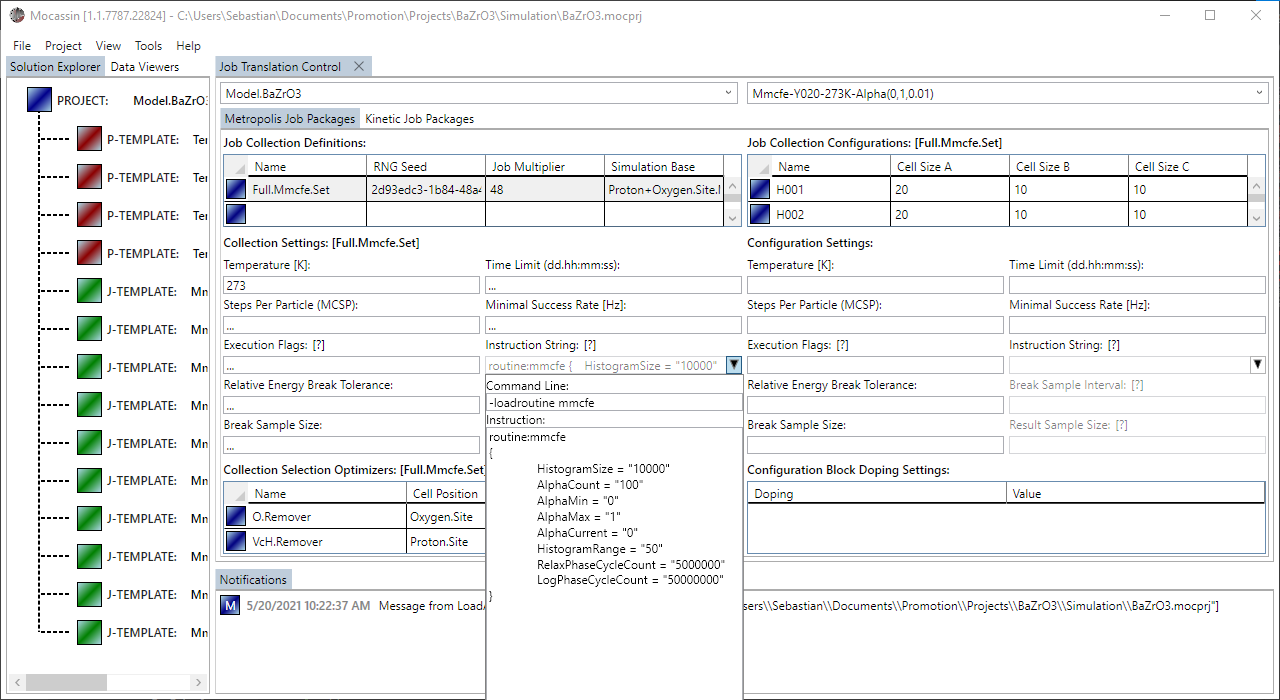 Mocassin [1.1.7787.22824] - C:\Users\Sebastian\Documents\Promotion\Projects\BaZrO3\Simulation\BaZrO3.mocprj
File Project View Tools Help
Solution Explorer Data Viewers
PROJECT: Model.BaZrO3
P-TEMPLATE: Ter
P-TEMPLATE: Ter
P-TEMPLATE: Ter
P-TEMPLATE: Ter
J-TEMPLATE: Mn
J-TEMPLATE: Mn
J-TEMPLATE: Mn
J-TEMPLATE: Mn
J-TEMPLATE: Mn
J-TEMPLATE: Mn
J-TEMPLATE: Mn
J-TEMPLATE: Mn
J-TEMPLATE: Mn
J-TEMPLATE: Mn
Job Translation Control
Model.BaZrO3
Mmcfe-Y020-273K-Alpha(0,1,0.01)
Metropolis Job Packages Kinetic Job Packages
Job Collection Definitions:
Name RNG Seed Job Multiplier Simulation Base
Full.Mmcfe.Set 2d93edc3-1b84-48a4 48 Proton+Oxygen.Site.
Collection Settings: [Full.Mmcfe.Set]
Temperature [K]: Time Limit (dd.hh:mm:ss):
273 ...
Steps Per Particle (MCSP): Minimal Success Rate [Hz]:
... ...
Execution Flags: [?] Instruction String: [?]
... routine:mmcfe { HistogramSize = "10000"
Relative Energy Break Tolerance:
...
Break Sample Size:
...
Command Line:
-loadroutine mmcfe
Instruction:
routine:mmcfe
{
HistogramSize = "10000"
AlphaCount = "100"
AlphaMin = "0"
AlphaMax = "1"
AlphaCurrent = "0"
HistogramRange = "50"
RelaxPhaseCycleCount = "5000000"
LogPhaseCycleCount = "50000000"
}
Collection Selection Optimizers: [Full.Mmcfe.Set
Name Cell Position
O.Remover Oxygen.Site
VcH.Remover Proton.Site
Job Collection Configurations: [Full.Mmcfe.Set]
Name Cell Size A Cell Size B Cell Size C
H001 20 10 10
H002 20 10 10
Configuration Settings:
Temperature [K]: Time Limit (dd.hh:mm:ss):
Steps Per Particle (MCSP): Minimal Success Rate [Hz]:
Execution Flags: [?] Instruction String: [?]
Relative Energy Break Tolerance: Break Sample Interval: [?]
Break Sample Size: Result Sample Size: [?]
Configuration Block Doping Settings:
Doping Value
Notifications
M 5/20/2021 10:22:37 AM Message from Load sers\\Sebastian\\Documents\\Promotion\\Projects\\BaZrO3\\Simulation\\BaZrO3.mocprj"]